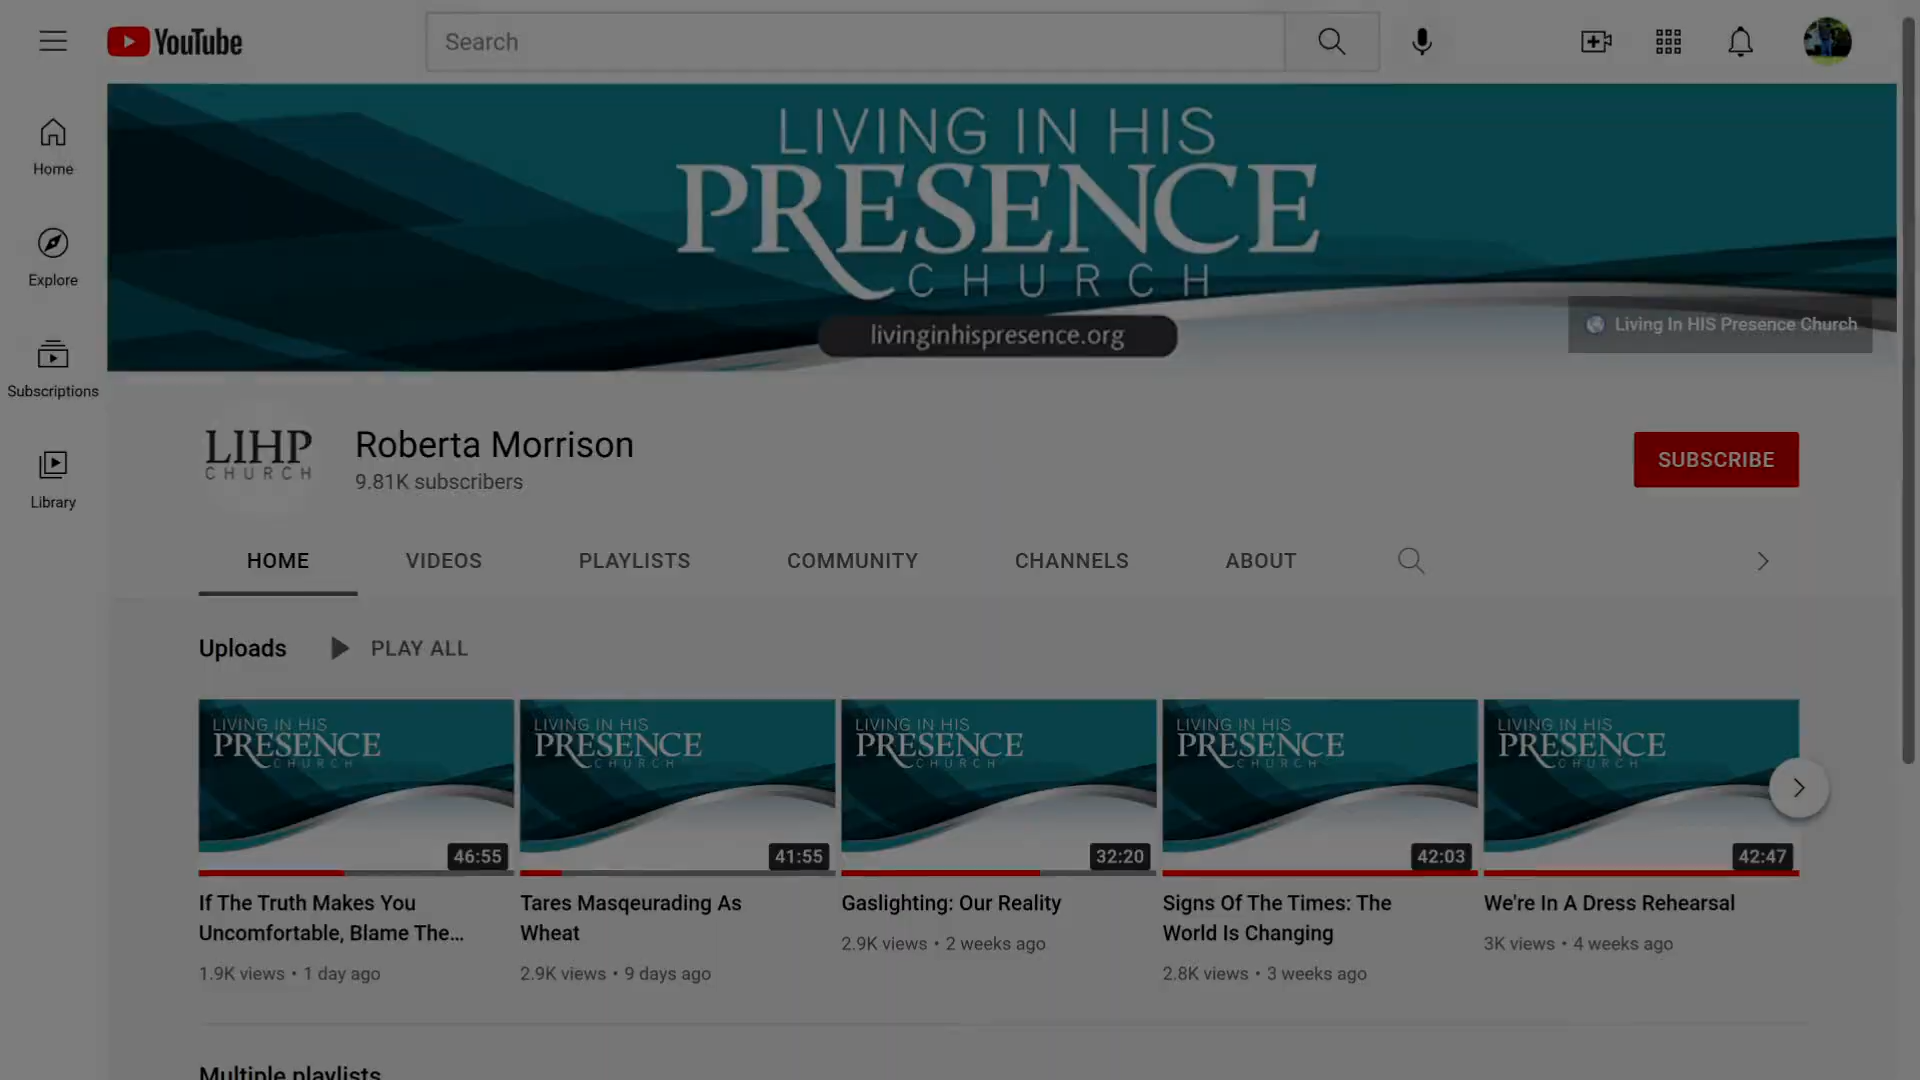 YouTube
Search
Home
Explore
Subscriptions
Library
LIVING IN HIS
PRESENCE
CHURCH
livinginhispresence.org
Living In HIS Presence Church
LIHP
CHURCH
Roberta Morrison
9.81K subscribers
SUBSCRIBE
HOME VIDEOS PLAYLISTS COMMUNITY CHANNELS ABOUT
Uploads PLAY ALL
LIVING IN HIS
PRESENCE
CHURCH
46:55
If The Truth Makes You
Uncomfortable, Blame The...
1.9K views • 1 day ago
LIVING IN HIS
PRESENCE
CHURCH
41:55
Tares Masqeurading As
Wheat
2.9K views • 9 days ago
LIVING IN HIS
PRESENCE
CHURCH
32:20
Gaslighting: Our Reality
2.9K views • 2 weeks ago
LIVING IN HIS
PRESENCE
CHURCH
42:03
Signs Of The Times: The
World Is Changing
2.8K views • 3 weeks ago
LIVING IN HIS
PRESENCE
CHURCH
42:47
We're In A Dress Rehearsal
3K views • 4 weeks ago
Multiple playlists